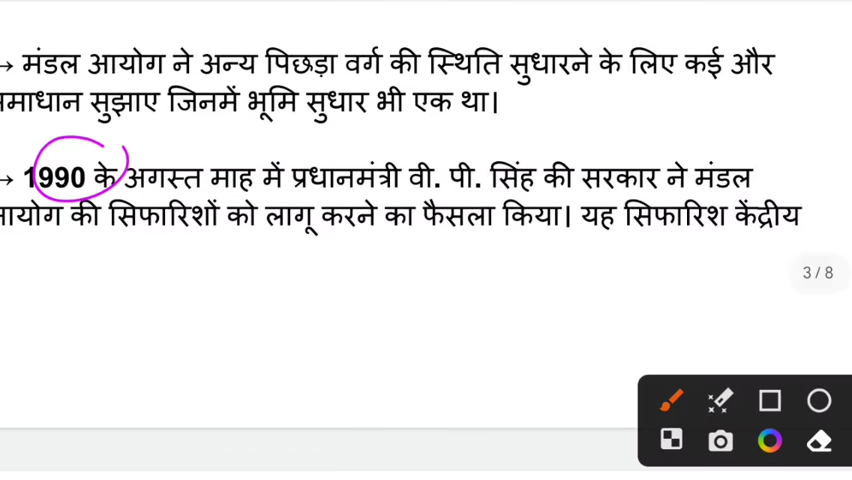 → मंडल आयोग ने अन्य पिछड़ा वर्ग की स्थिति सुधारने के लिए कई और
समाधान सुझाए जिनमें भूमि सुधार भी एक था।
→ 1990 के अगस्त माह में प्रधानमंत्री वी. पी. सिंह की सरकार ने मंडल
आयोग की सिफारिशों को लागू करने का फैसला किया। यह सिफारिश केंद्रीय
3 / 8